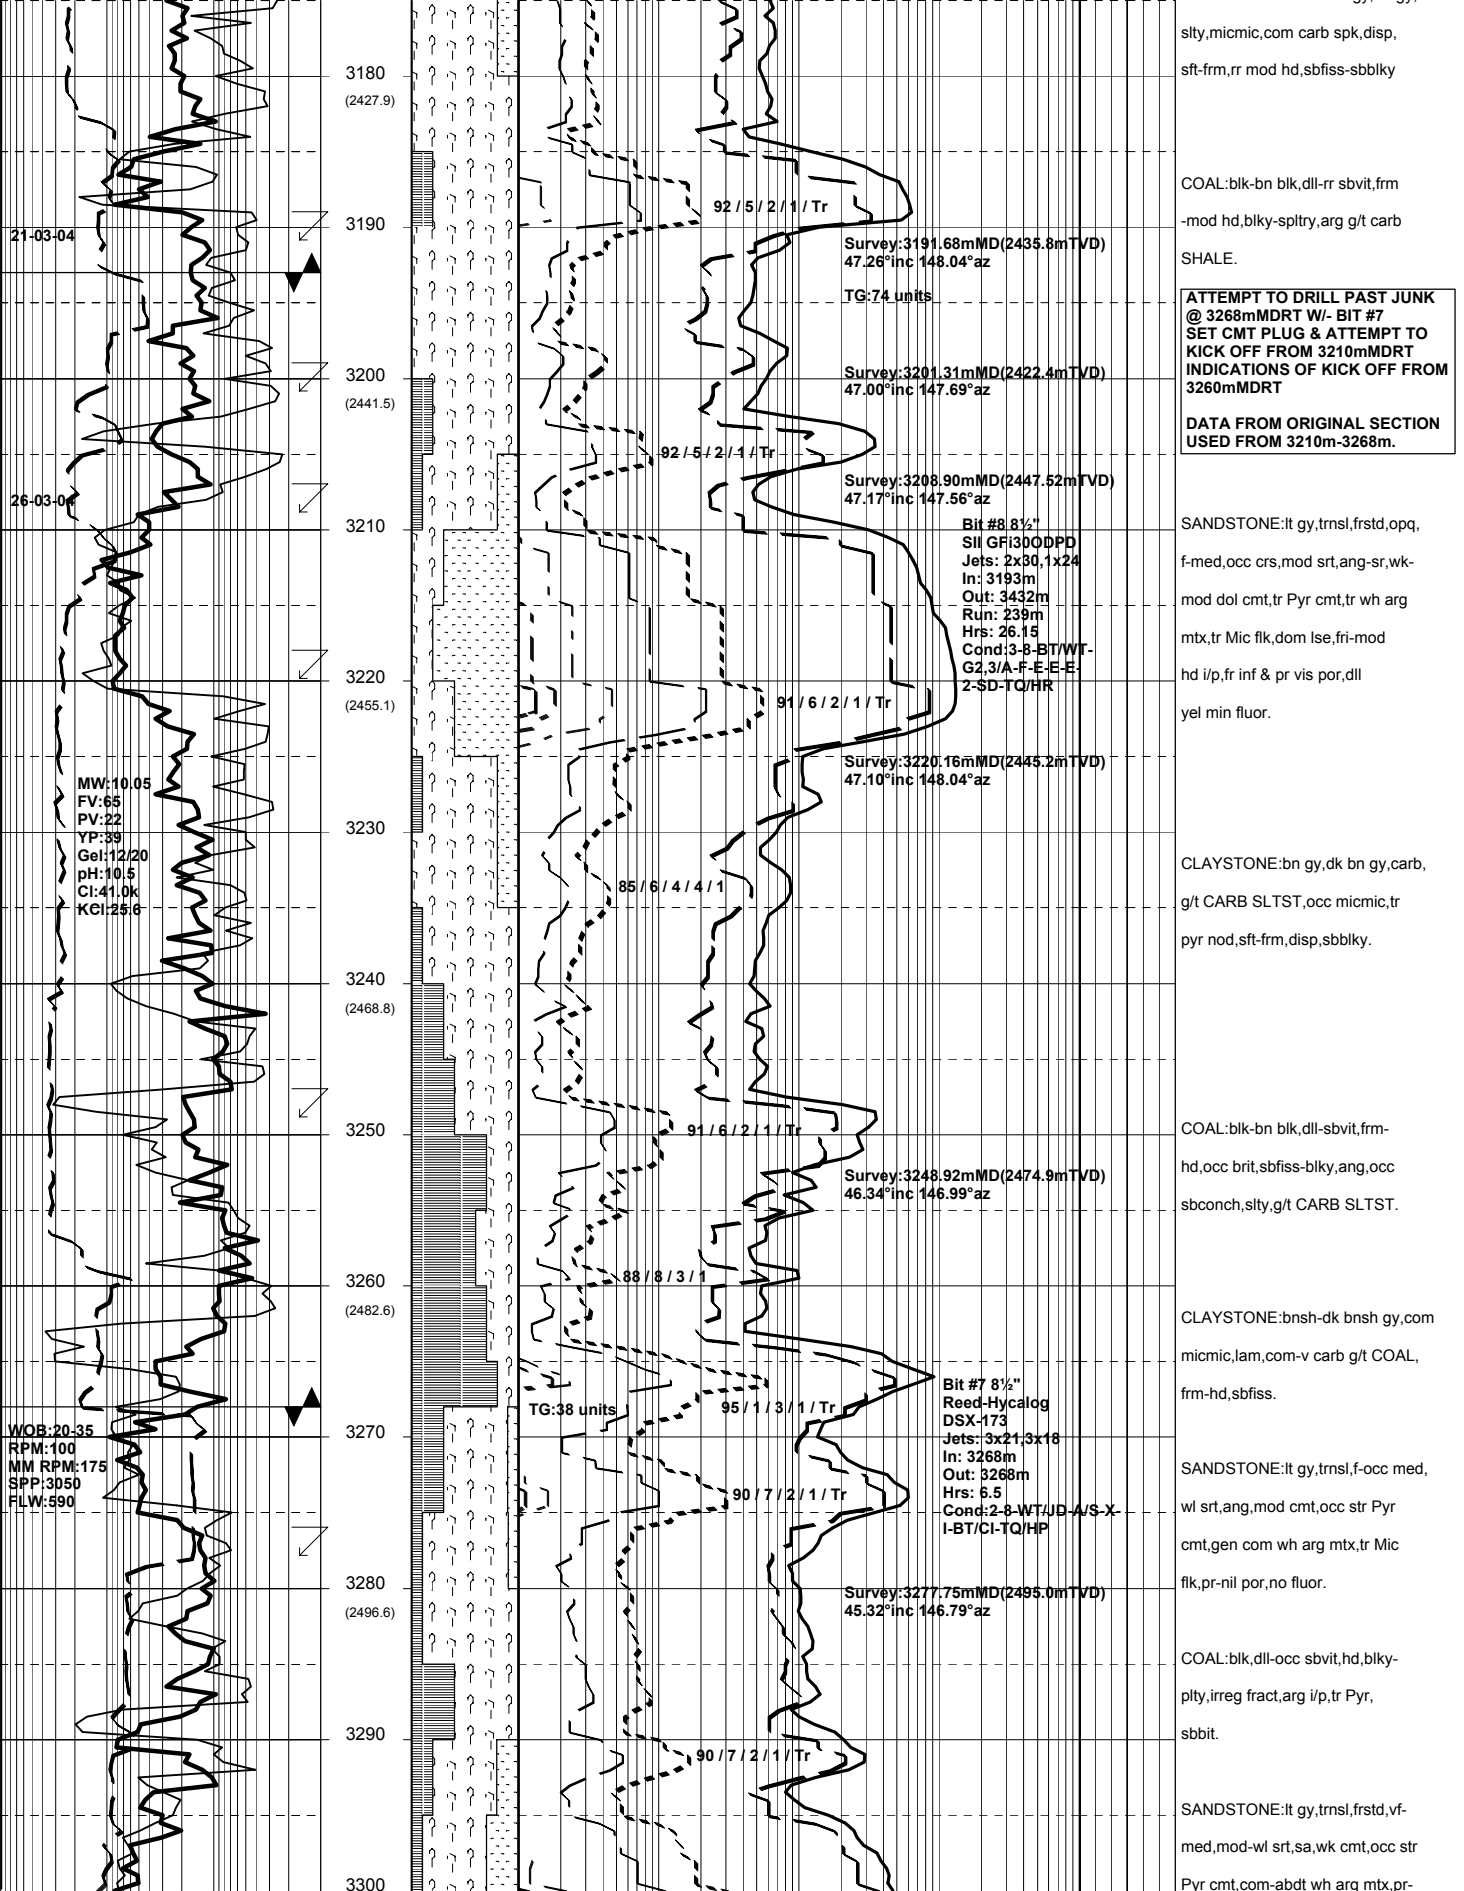 slty,micmic,com carb spk,disp,
sft-frm,rr mod hd,sbfiss-sbblky
3180
(2427.9)
COAL:blk-bn blk,dll-rr sbvit,frm
-mod hd,blky-spltry,arg g/t carb
SHALE.
92 / 5 / 2 / 1 / Tr
3190
21-03-04
Survey:3191.68mMD(2435.8mTVD)
47.26°inc 148.04°az
TG:74 units
ATTEMPT TO DRILL PAST JUNK
@ 3268mMDRT W/- BIT #7
SET CMT PLUG & ATTEMPT TO
KICK OFF FROM 3210mMDRT
INDICATIONS OF KICK OFF FROM
3260mMDRT
DATA FROM ORIGINAL SECTION
USED FROM 3210m-3268m.
3200
(2441.5)
Survey:3201.31mMD(2422.4mTVD)
47.00°inc 147.69°az
92 / 5 / 2 / 1 / Tr
Survey:3208.90mMD(2447.52mTVD)
47.17°inc 147.56°az
26-03-04
3210
Bit #8 8½"
SII GFi30ODPD
Jets: 2x30,1x24
In: 3193m
Out: 3432m
Run: 239m
Hrs: 26.15
Cond:3-8-BT/WT-
G2,3/A-F-E-E-E-
2-SD-TQ/HR
SANDSTONE:lt gy,trnsl,frstd,opq,
f-med,occ crs,mod srt,ang-sr,wk-
mod dol cmt,tr Pyr cmt,tr wh arg
mtx,tr Mic flk,dom lse,fri-mod
hd i/p,fr inf & pr vis por,dll
yel min fluor.
3220
(2455.1)
91 / 6 / 2 / 1 / Tr
Survey:3220.16mMD(2445.2mTVD)
47.10°inc 148.04°az
MW:10.05
FV:65
PV:22
YP:39
Gel:12/20
pH:10.5
Cl:41.0k
KCl:25.6
3230
85 / 6 / 4 / 4 / 1
CLAYSTONE:bn gy,dk bn gy,carb,
g/t CARB SLTST,occ micmic,tr
pyr nod,sft-frm,disp,sbblky.
3240
(2468.8)
3250
91 / 6 / 2 / 1 / Tr
COAL:blk-bn blk,dll-sbvit,frm-
hd,occ brit,sbfiss-blky,ang,occ
sbconch,slty,g/t CARB SLTST.
Survey:3248.92mMD(2474.9mTVD)
46.34°inc 146.99°az
3260
(2482.6)
88 / 8 / 3 / 1
CLAYSTONE:bnsh-dk bnsh gy,com
micmic,lam,com-v carb g/t COAL,
frm-hd,sbfiss.
TG:38 units
95 / 1 / 3 / 1 / Tr
Bit #7 8½"
Reed-Hycalog
DSX-173
Jets: 3x21,3x18
In: 3268m
Out: 3268m
Hrs: 6.5
Cond:2-8-WT/JD-A/S-X-
I-BT/CI-TQ/HP
3270
WOB:20-35
RPM:100
MM RPM:175
SPP:3050
FLW:590
90 / 7 / 2 / 1 / Tr
SANDSTONE:lt gy,trnsl,f-occ med,
wl srt,ang,mod cmt,occ str Pyr
cmt,gen com wh arg mtx,tr Mic
flk,pr-nil por,no fluor.
3280
(2496.6)
Survey:3277.75mMD(2495.0mTVD)
45.32°inc 146.79°az
COAL:blk,dll-occ sbvit,hd,blky-
plty,irreg fract,arg i/p,tr Pyr,
sbbit.
3290
90 / 7 / 2 / 1 / Tr
SANDSTONE:lt gy,trnsl,frstd,vf-
med,mod-wl srt,sa,wk cmt,occ str
Pyr cmt,com-abdt wh arg mtx,pr-
3300